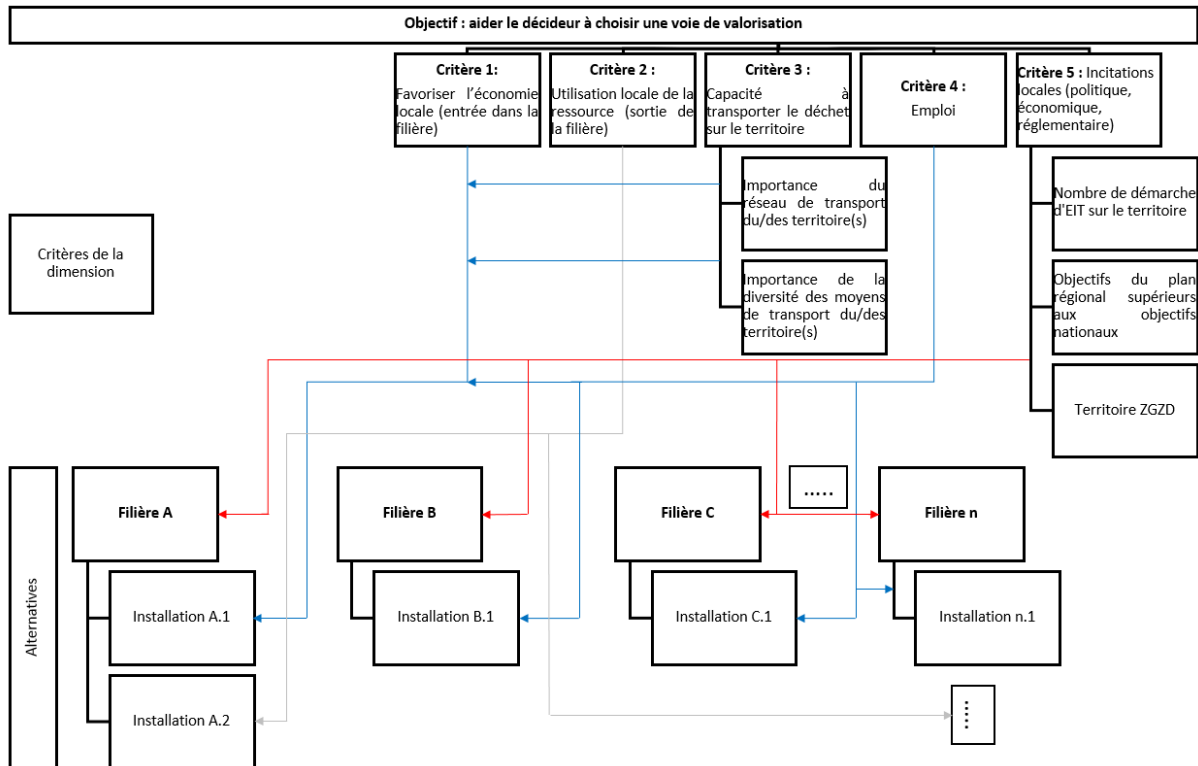 Objectif : aider le décideur à choisir une voie de valorisation
Critère 1:
Favoriser l'économie
locale (entrée dans la
filière)
Critère 2 :
Utilisation locale de la
ressource (sortie de
la filière)
Critère 3 :
Capacité à
transporter le déchet
sur le territoire
Critère 4 :
Emploi
Critère 5 : Incitations
locales (politique,
économique,
réglementaire)
Importance du
réseau de transport
du/des territoire(s)
Nombre de démarche
d'EIT sur le territoire
Critères de la
dimension
Importance de la
diversité des moyens
de transport du/des
territoire(s)
Objectifs du plan
régional supérieurs
aux objectifs
nationaux
Territoire ZGZD
Alternatives
Filière A
Filière B
Filière C
.....
Filière n
Installation A.1
Installation B.1
Installation C.1
Installation n.1
Installation A.2
.....